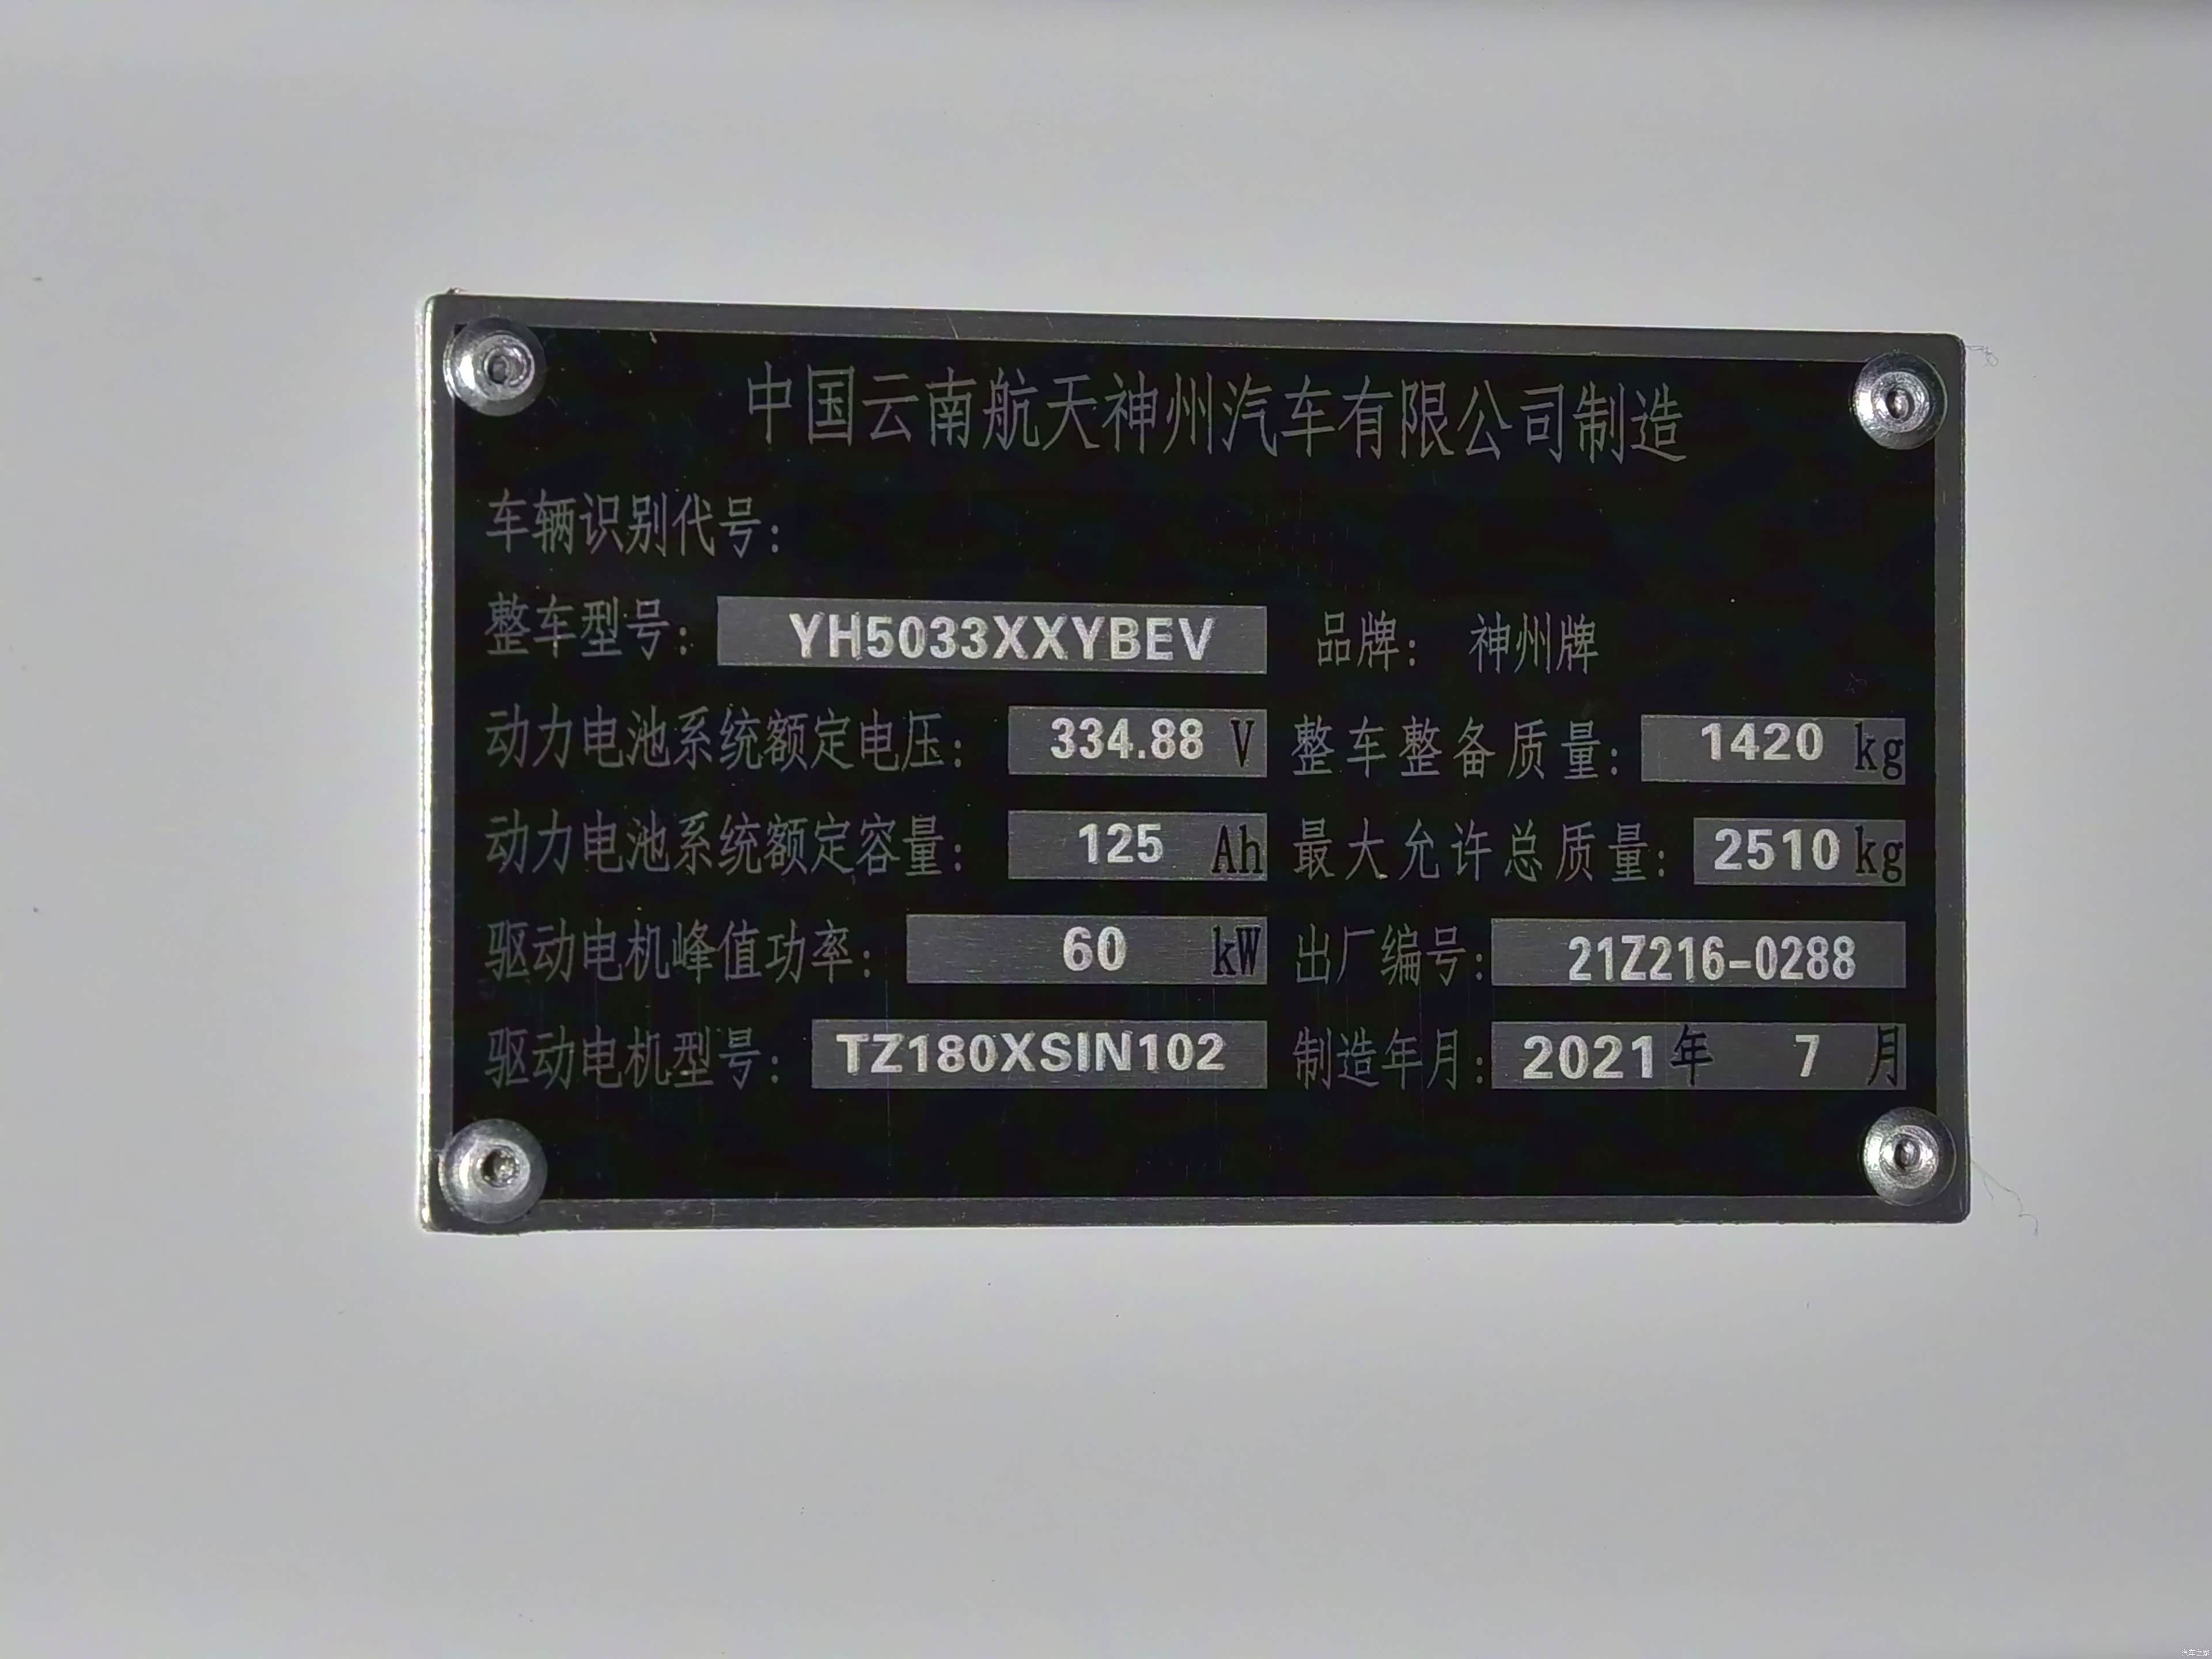 中国云南航天神州汽车有限公司制造
车辆识别代号:
整车型号: YH5033XXYBEV 品牌: 神州牌
动力电池系统额定电压: 334.88 V 整车整备质量: 1420 kg
动力电池系统额定容量: 125 Ah 最大允许总质量: 2510 kg
驱动电机峰值功率: 60 kW 出厂编号: 21Z216-0288
驱动电机型号: TZ180XSIN102 制造年月: 2021 年 7 月
汽车之家